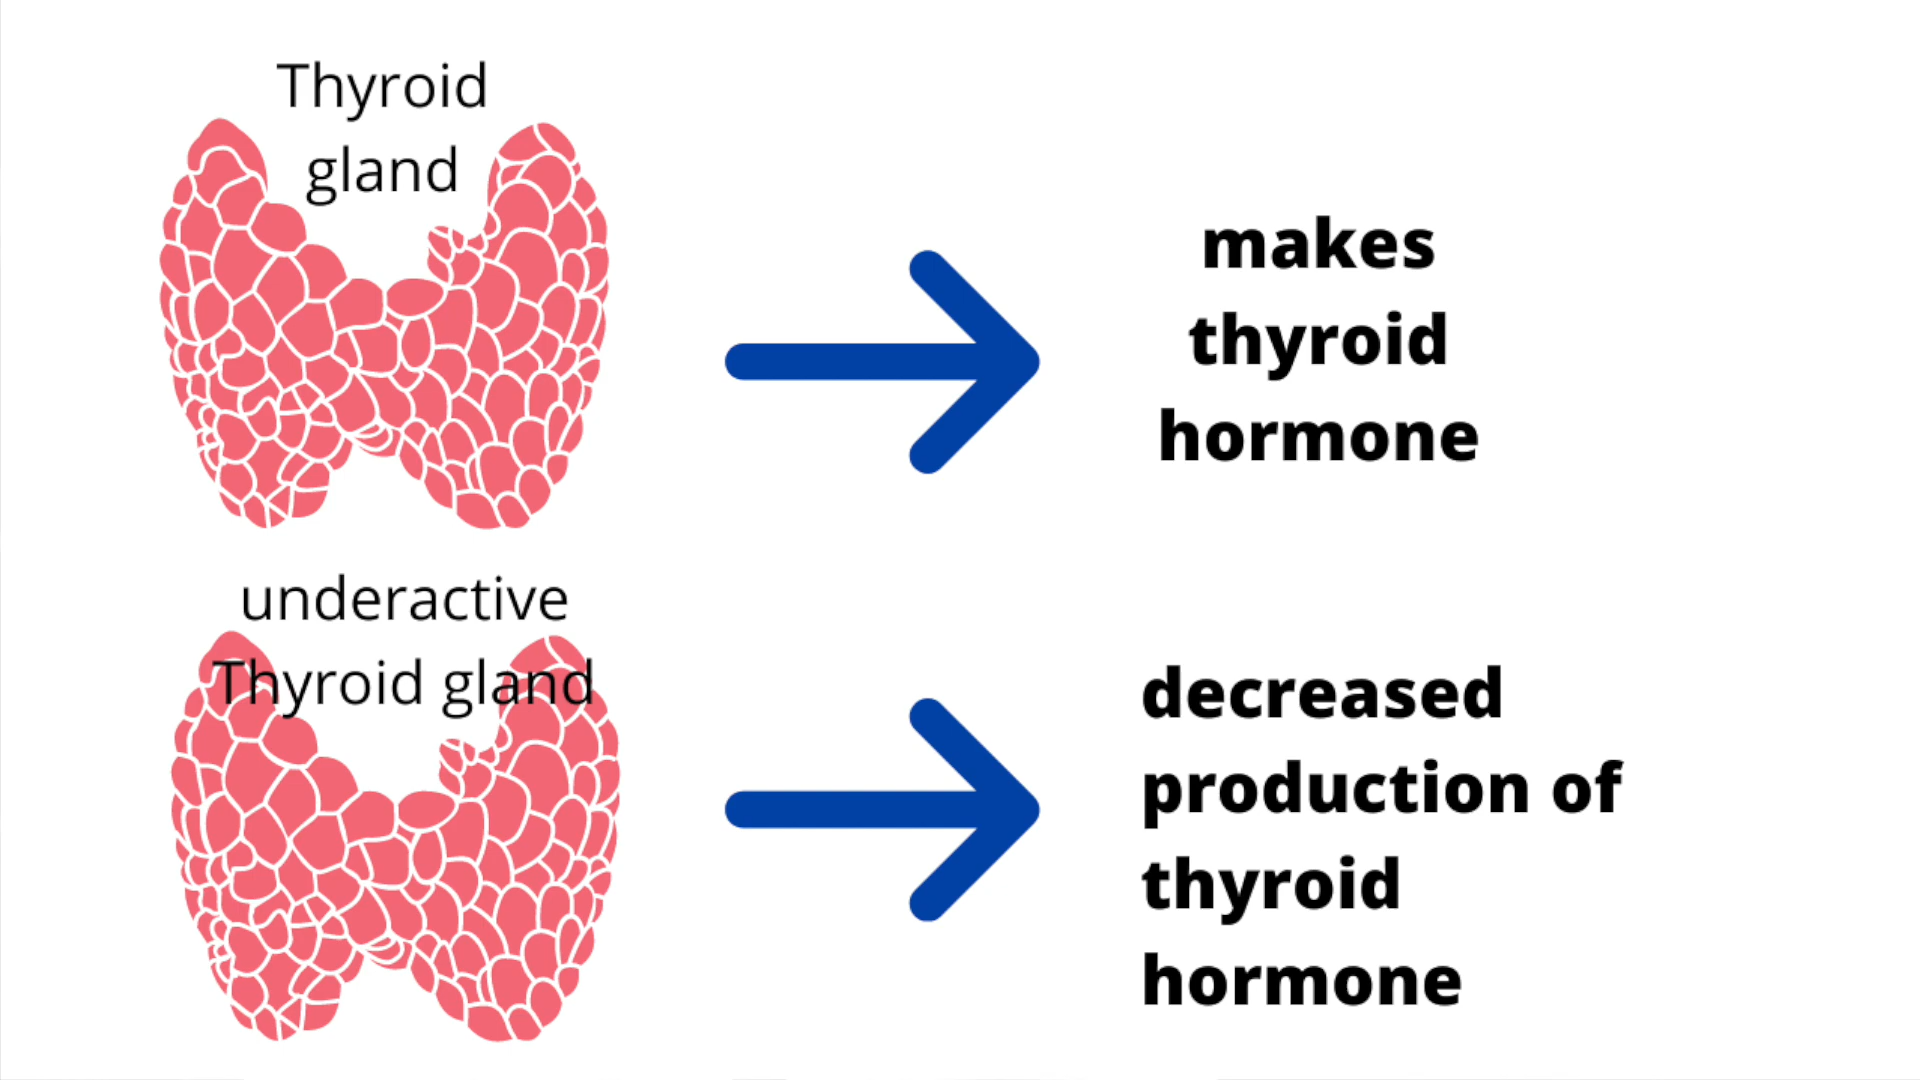 Thyroid
gland
makes
thyroid
hormone
underactive
Thyroid gland
decreased
production of
thyroid
hormone